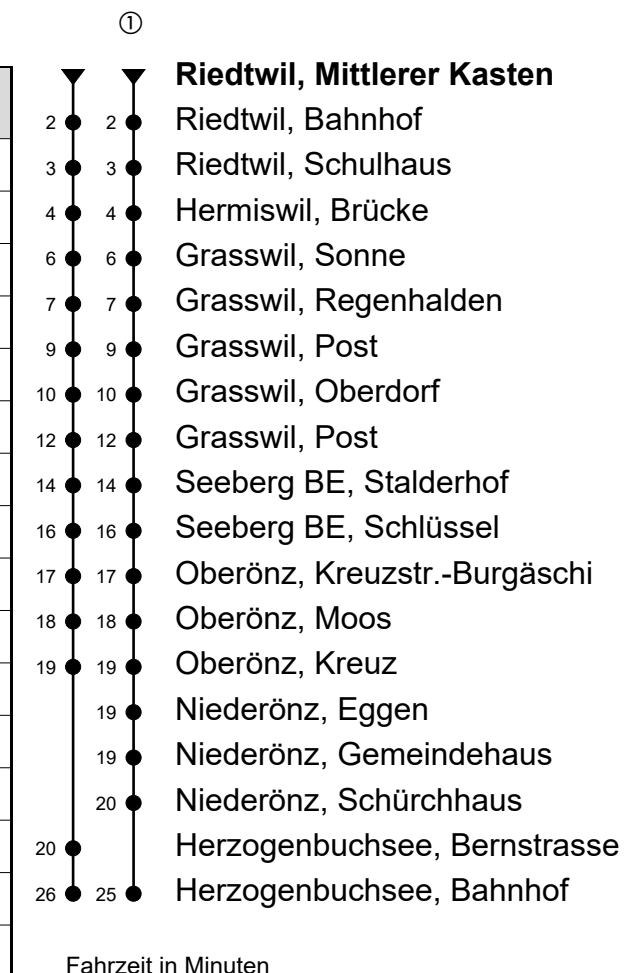 ①
Riedtwil, Mittlerer Kasten
2 2 Riedtwil, Bahnhof
3 3 Riedtwil, Schulhaus
4 4 Hermiswil, Brücke
6 6 Grasswil, Sonne
7 7 Grasswil, Regenhalden
9 9 Grasswil, Post
10 10 Grasswil, Oberdorf
12 12 Grasswil, Post
14 14 Seeberg BE, Stalderhof
16 16 Seeberg BE, Schlüssel
17 17 Oberönz, Kreuzstr.-Burgäschi
18 18 Oberönz, Moos
19 19 Oberönz, Kreuz
19 Niederönz, Eggen
19 Niederönz, Gemeindehaus
20 Niederönz, Schürchhaus
20 Herzogenbuchsee, Bernstrasse
26 25 Herzogenbuchsee, Bahnhof
Fahrzeit in Minuten